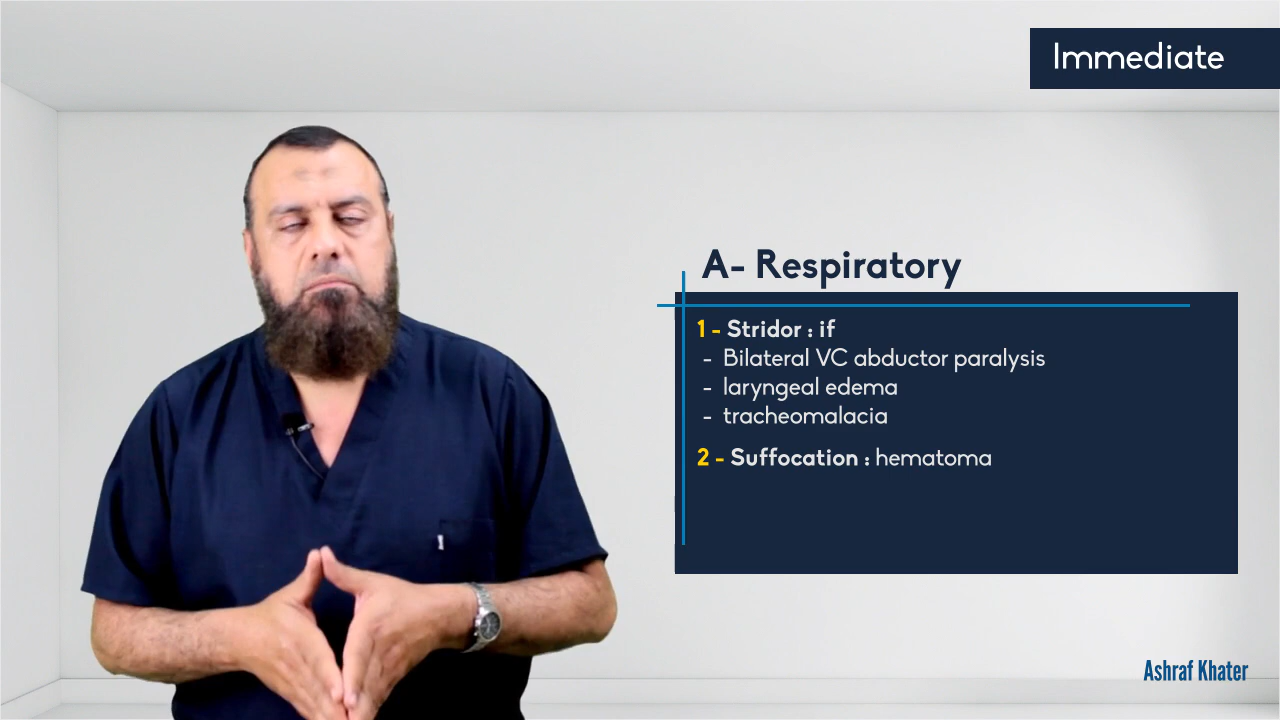 Immediate
A- Respiratory
1 - Stridor : if
- Bilateral VC abductor paralysis
- laryngeal edema
- tracheomalacia
2 - Suffocation : hematoma
Ashraf Khater